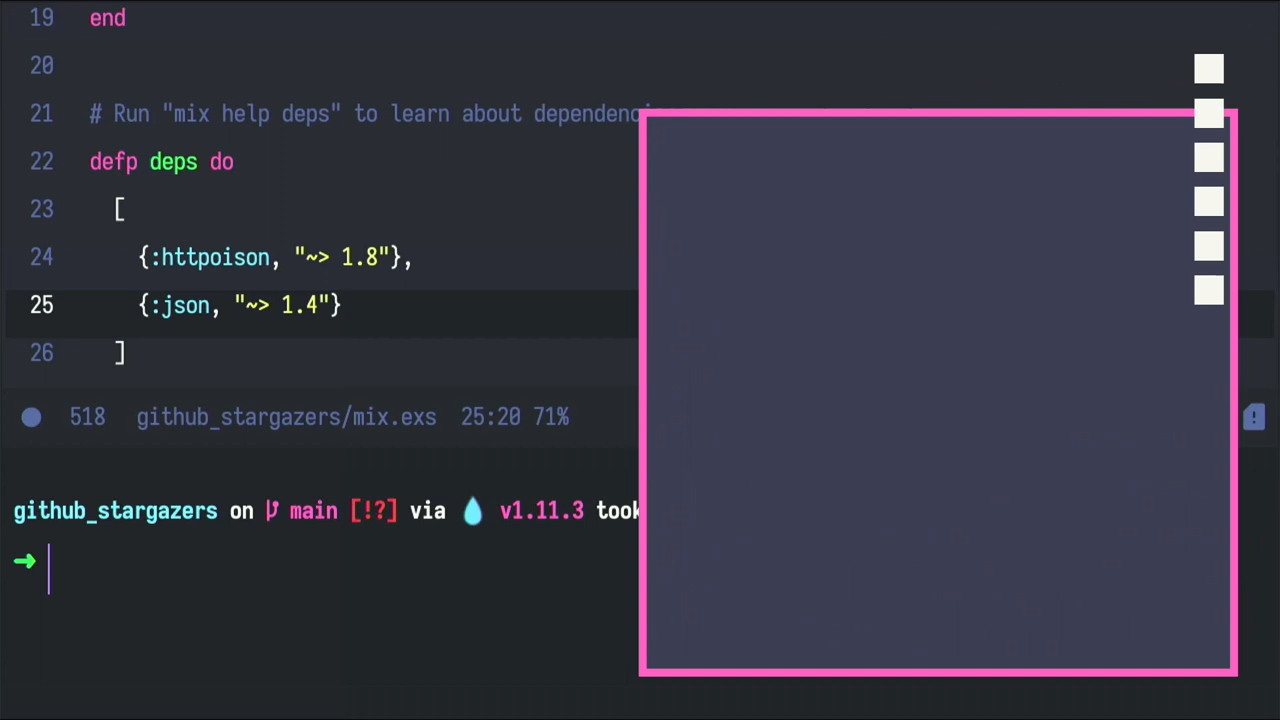 19 end
20
21 # Run "mix help deps" to learn about
22 defp deps do
23 [
24 {:httpoison, "~> 1.8"},
25 {:json, "~> 1.4"}
26 ]
518 github_stargazers/mix.exs 25:20 71%
github_stargazers on main [!?] via v1.11.3 took
➜